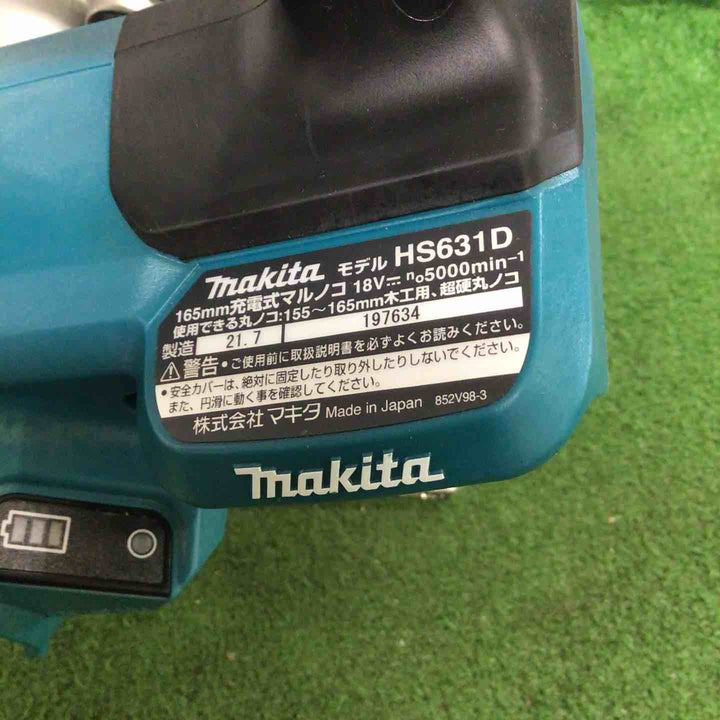 makita モデル HS631D
165mm充電式マルノコ 18V⎓ n₀5000min-1
使用できる丸ノコ:155～165mm木工用、超硬丸ノコ
製造 21.7 197634
⚠警告・ご使用前に取扱説明書を必ずよくお読みください。
・安全カバーは、絶対に固定したり取り外したりしないでください。
また、円滑に動く事を確認してください。
株式会社 マキタ Made in Japan 852V98-3
makita